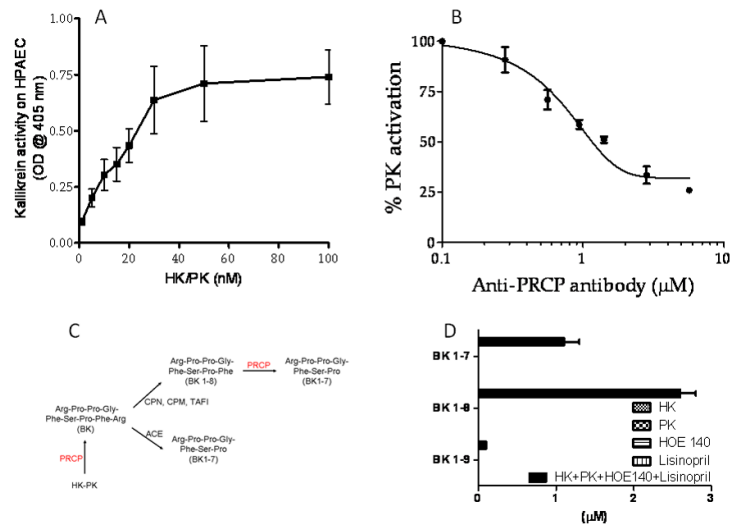 A
Kallikrein activity on HPAEC
(OD @ 405 nm)
1.00
0.75
0.50
0.25
0.00
0
20
40
60
80
100
HK/PK (nM)
B
% PK activation
100
75
50
25
0
0.1
1
10
Anti-PRCP antibody (µM)
C
Arg-Pro-Pro-Gly-
Phe-Ser-Pro-Phe
(BK 1-8)
PRCP
Arg-Pro-Pro-Gly-
Phe-Ser-Pro
(BK1-7)
CPN, CPM, TAFI
Arg-Pro-Pro-Gly-
Phe-Ser-Pro-Phe-Arg
(BK)
ACE
Arg-Pro-Pro-Gly-
Phe-Ser-Pro
(BK1-7)
PRCP
HK-PK
D
BK 1-7
BK 1-8
BK 1-9
HK
PK
HOE 140
Lisinopril
HK+PK+HOE140+Lisinopril
0
1
2
3
(µM)